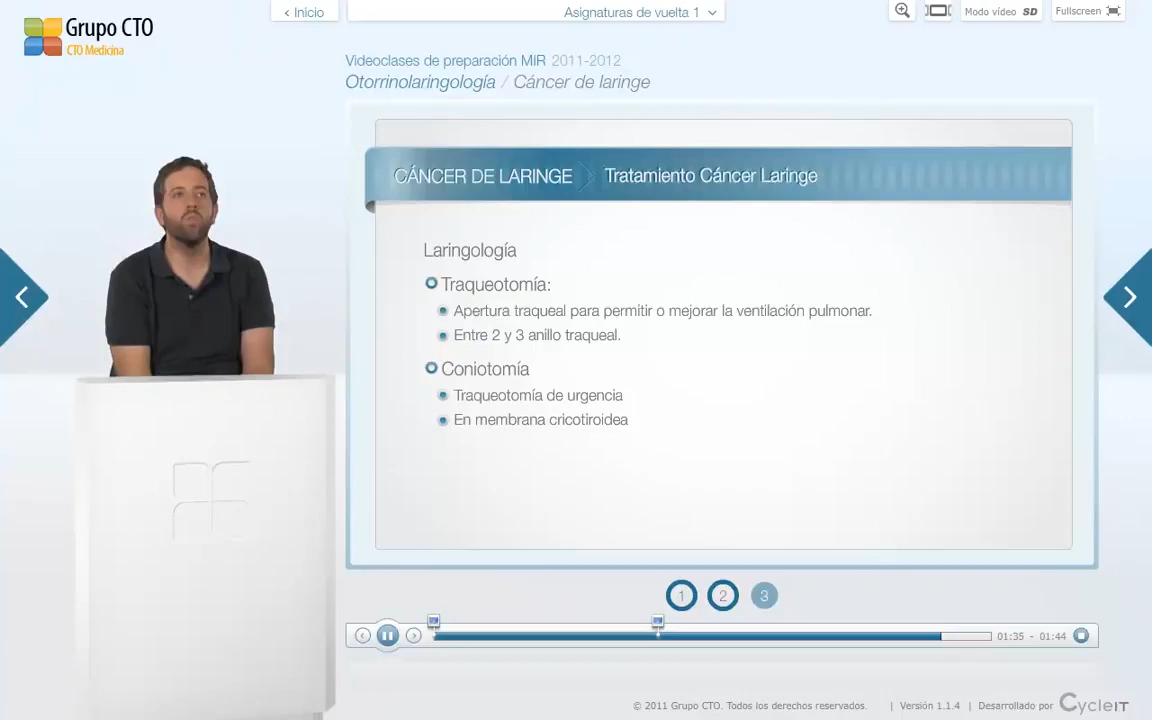 Grupo CTO
CTO Medicina
‹ Inicio
Asignaturas de vuelta 1
Modo vídeo SD
Fullscreen
Videoclases de preparación MIR 2011-2012
Otorrinolaringología / Cáncer de laringe
CÁNCER DE LARINGE Tratamiento Cáncer Laringe
Laringología
Traqueotomía:
Apertura traqueal para permitir o mejorar la ventilación pulmonar.
Entre 2 y 3 anillo traqueal.
Coniotomía
Traqueotomía de urgencia
En membrana cricotiroidea
1 2 3
01:35 - 01:44
© 2011 Grupo CTO. Todos los derechos reservados. | Versión 1.1.4 | Desarrollado por CycleIT